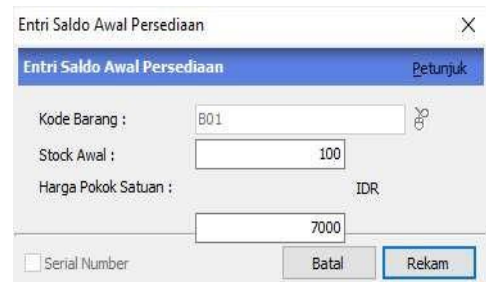 Entri Saldo Awal Persediaan
Entri Saldo Awal Persediaan Petunjuk
Kode Barang : B01
Stock Awal : 100
Harga Pokok Satuan : IDR
7000
Serial Number Batal Rekam